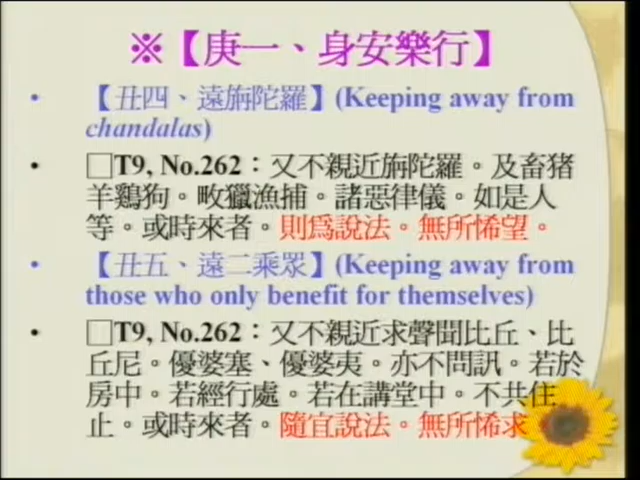 ※【庚一、身安樂行】
• 【丑四、遠旃陀羅】(Keeping away from
chandalas)
• □T9, No.262：又不親近旃陀羅。及畜猪
羊鷄狗。畋獵漁捕。諸惡律儀。如是人
等。或時來者。則爲說法。無所悕望。
• 【丑五、遠二乘眾】(Keeping away from
those who only benefit for themselves)
• □T9, No.262：又不親近求聲聞比丘、比
丘尼。優婆塞、優婆夷。亦不問訊。若於
房中。若經行處。若在講堂中。不共住
止。或時來者。隨宜說法。無所悕求